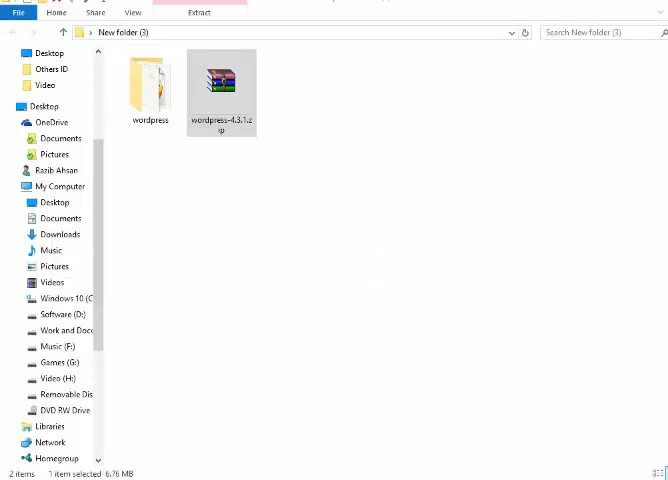 File Home Share View Extract
New folder (3) Search New folder (3)
Desktop
Others ID
Video
Desktop
OneDrive
Documents
Pictures
Razib Ahsan
My Computer
Desktop
Documents
Downloads
Music
Pictures
Videos
Windows 10 (C
Software (D:)
Work and Docu
Music (F:)
Games (G:)
Video (H:)
Removable Dis
DVD RW Drive
Libraries
Network
Homegroup
wordpress
wordpress-4.3.1.z
ip
2 items 1 item selected 6.76 MB